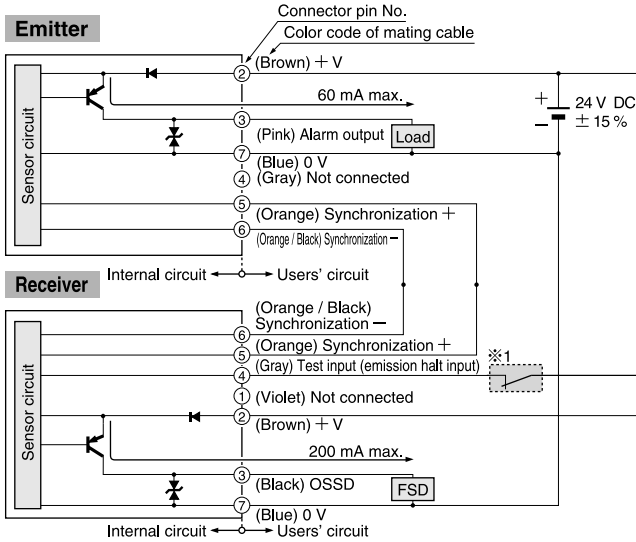 Connector pin No.
Emitter
Color code of mating cable
2 (Brown) + V
60 mA max.
+ 24 V DC
− ± 15 %
3
(Pink) Alarm output
Load
Sensor circuit
7
(Blue) 0 V
4 (Gray) Not connected
5
(Orange) Synchronization +
6
(Orange / Black) Synchronization −
Internal circuit Users' circuit
Receiver
(Orange / Black)
Synchronization −
6
(Orange) Synchronization +
5
(Gray) Test input (emission halt input)
4
※1
1 (Violet) Not connected
2
(Brown) + V
Sensor circuit
200 mA max.
3
(Black) OSSD
FSD
7
(Blue) 0 V
Internal circuit Users' circuit